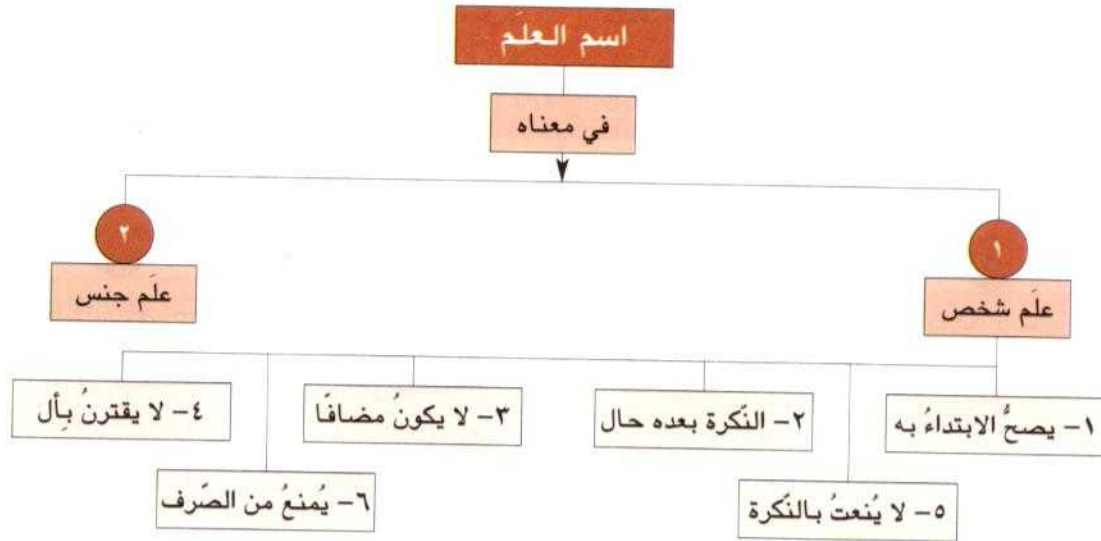 اسم العلَم
في معناه
١
علَم شخص
٢
علَم جنس
١- يصحُّ الابتداءُ به
٢- النّكرة بعده حال
٣- لا يكونُ مضافًا
٤- لا يقترنُ بأل
٥- لا يُنعتُ بالنّكرة
٦- يُمنعُ من الصّرف